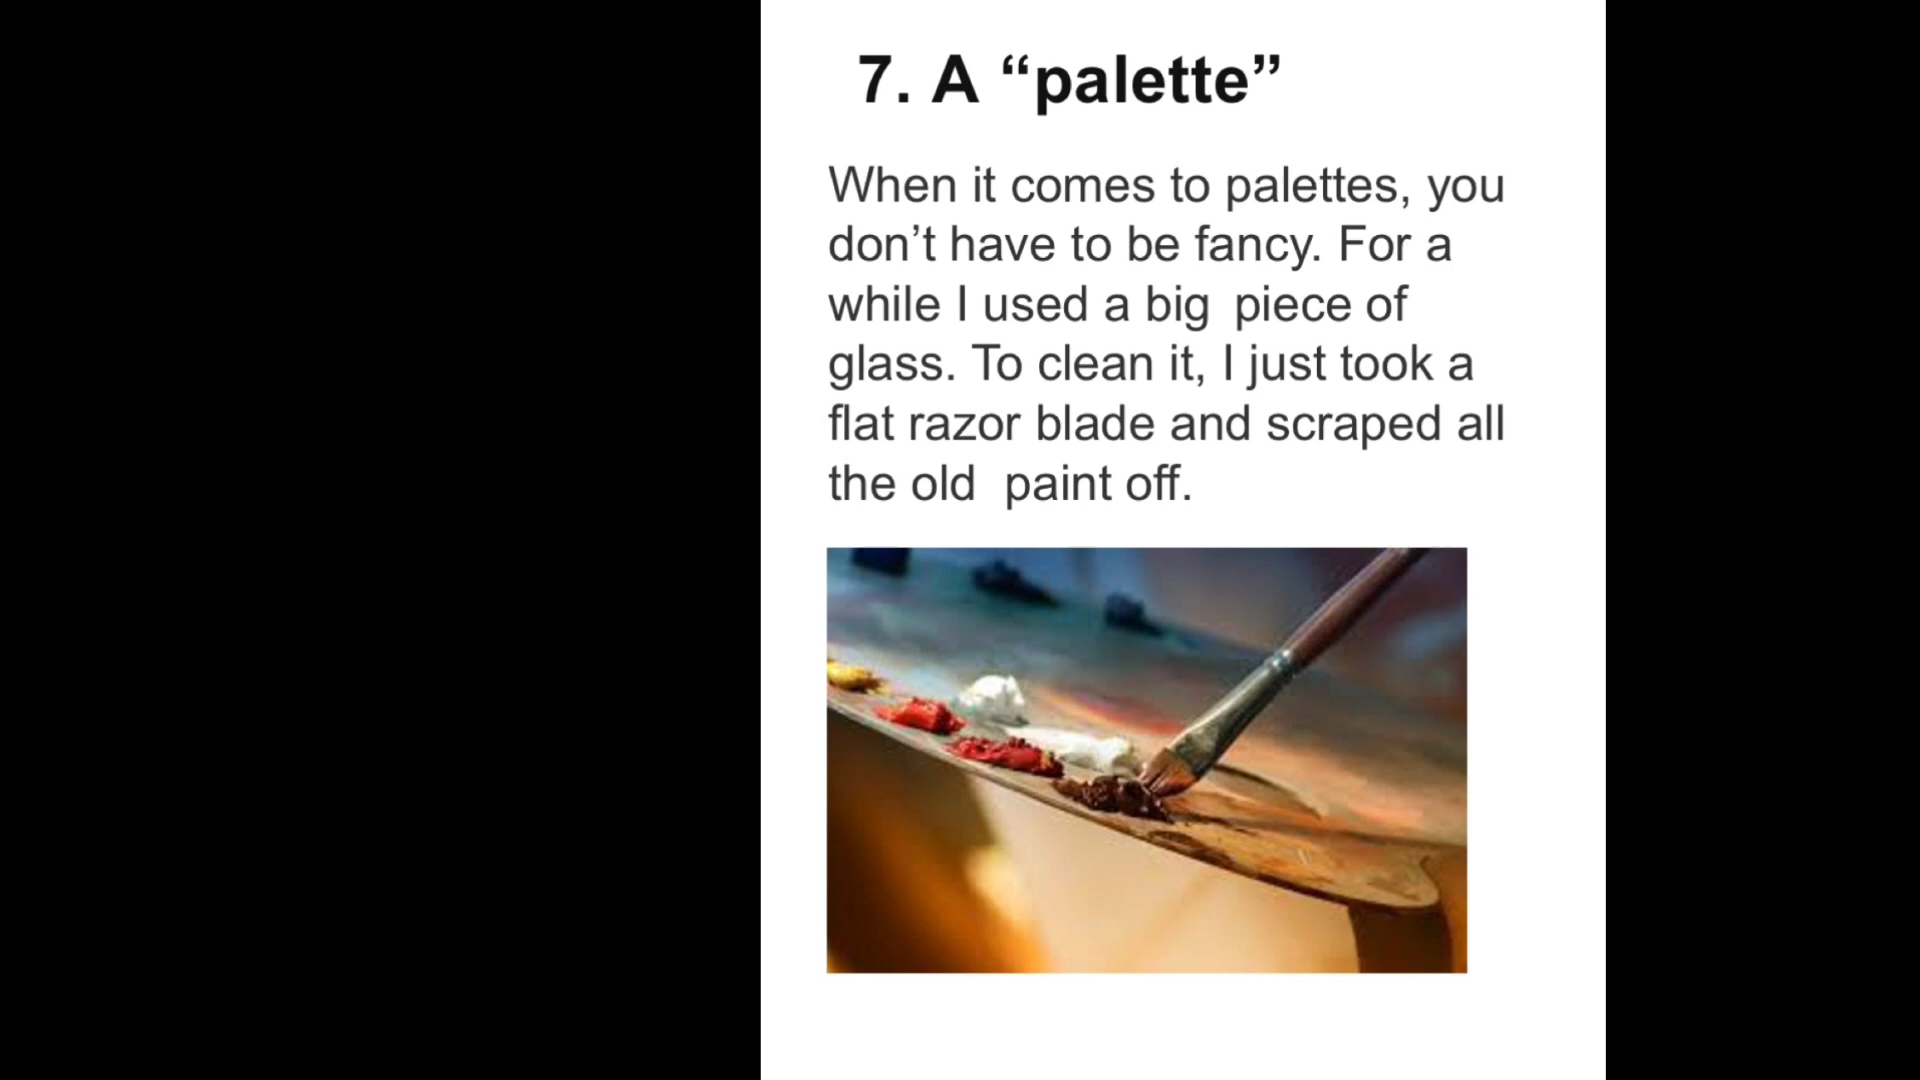 7. A “palette”
When it comes to palettes, you
don’t have to be fancy. For a
while I used a big  piece of
glass. To clean it, I just took a
flat razor blade and scraped all
the old  paint off.